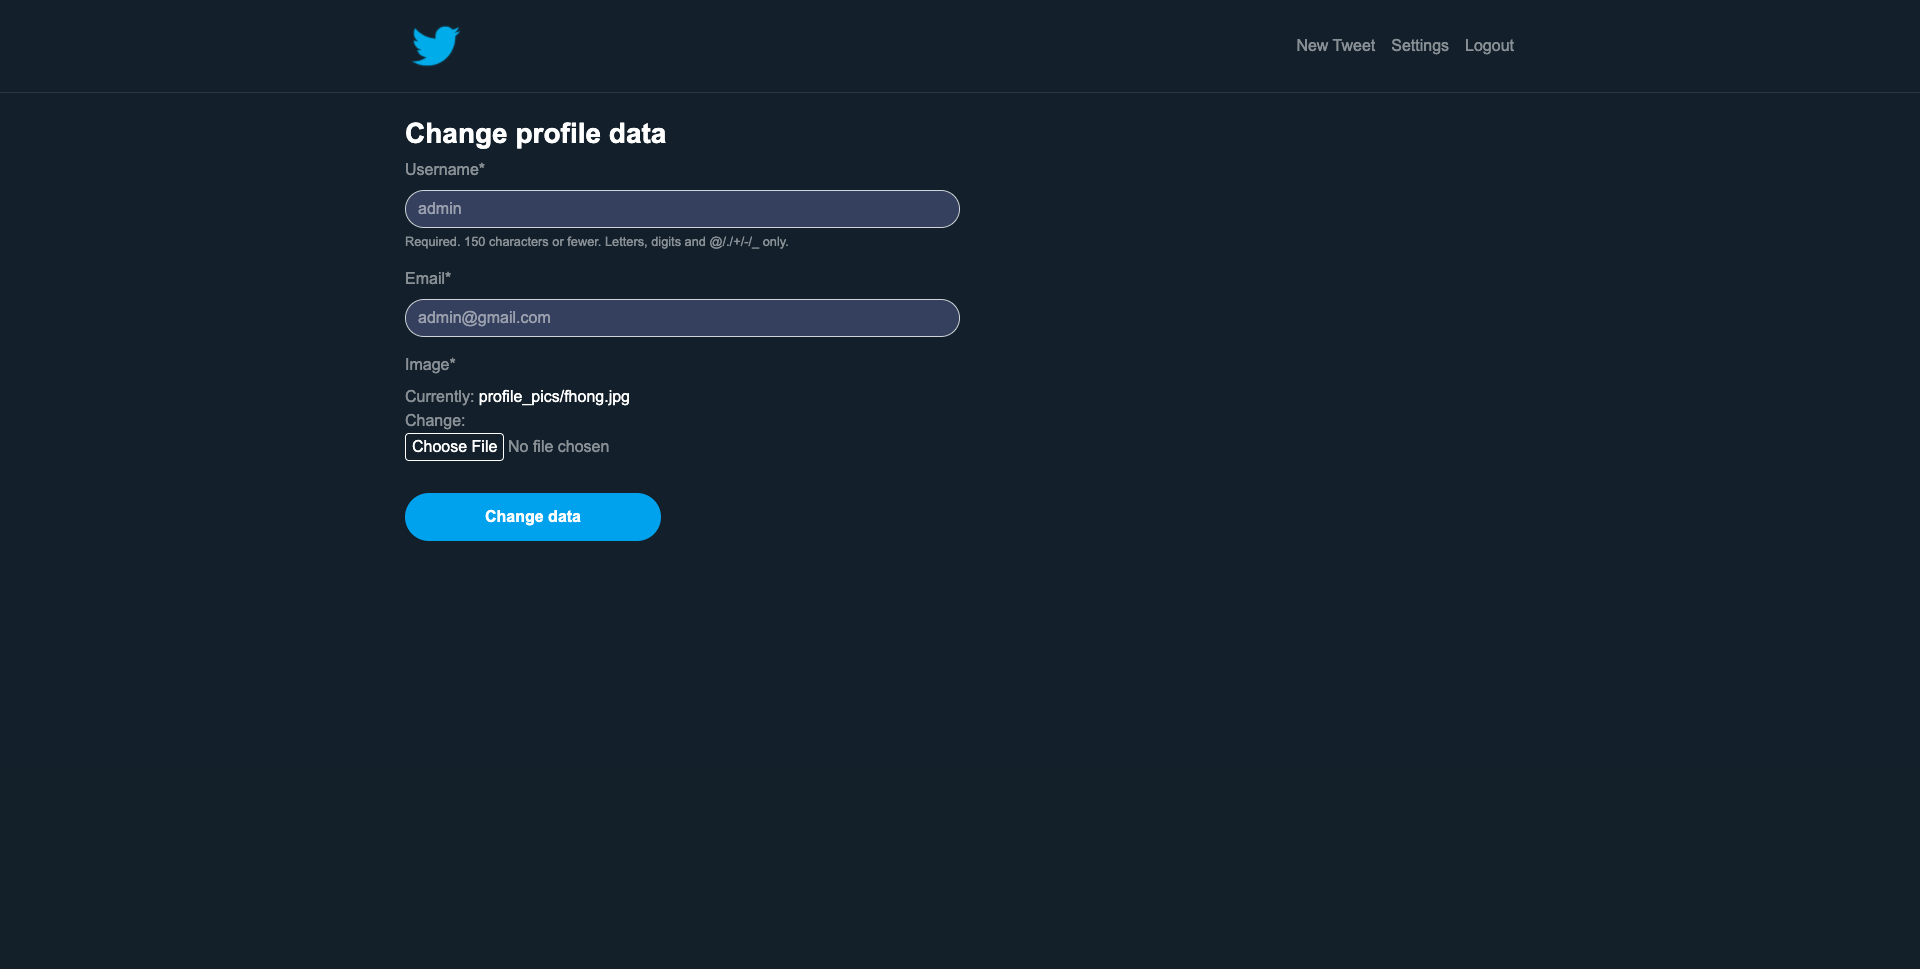 New Tweet Settings Logout
Change profile data
Username*
admin
Required. 150 characters or fewer. Letters, digits and @/./+/-/_ only.
Email*
admin@gmail.com
Image*
Currently: profile_pics/fhong.jpg
Change:
Choose File No file chosen
Change data